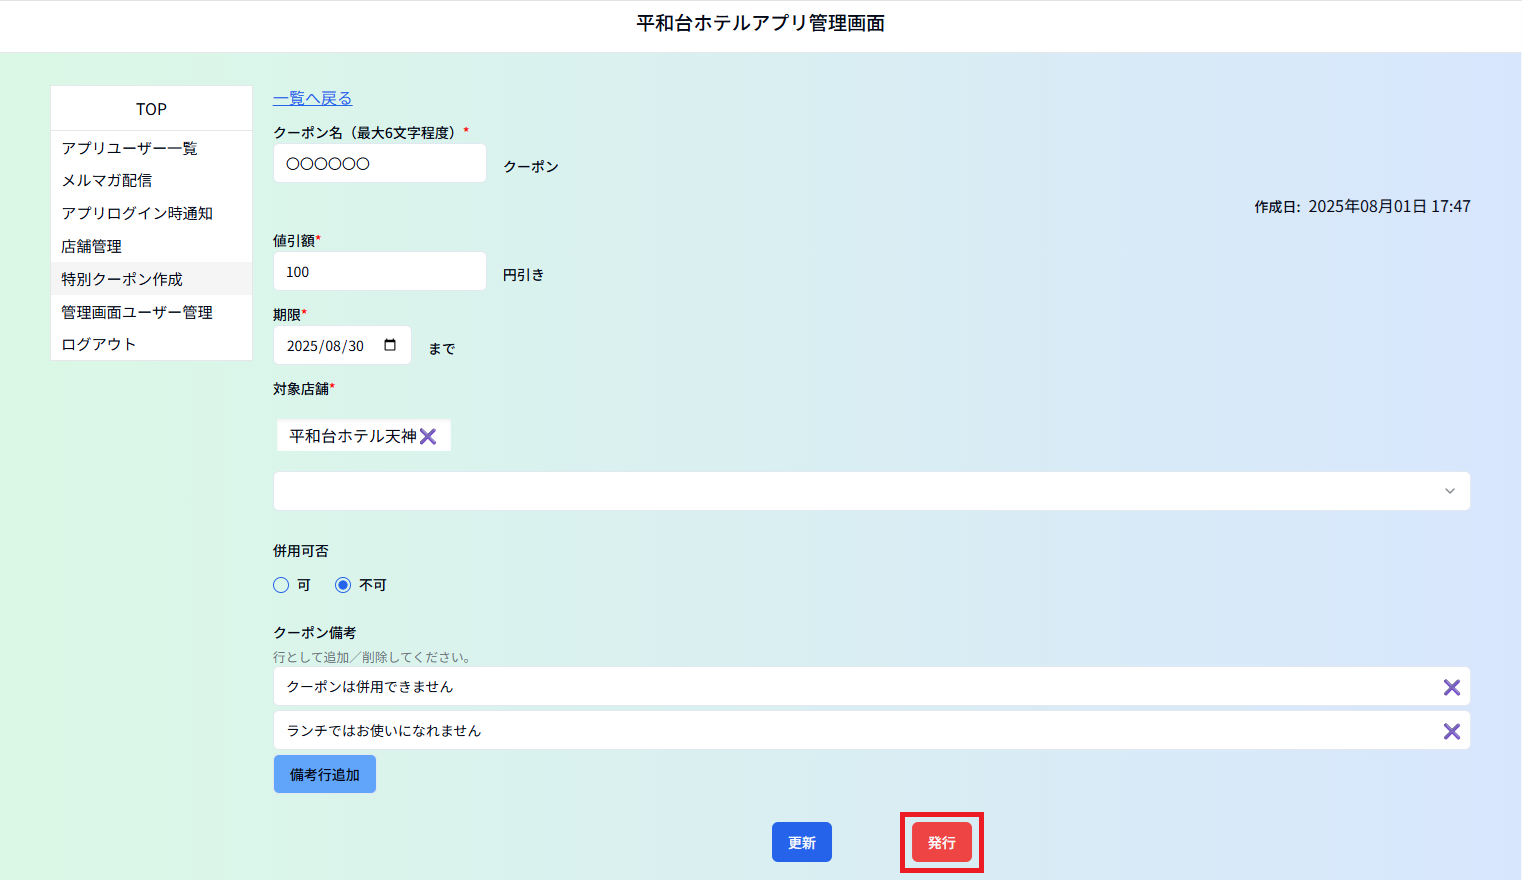 平和台ホテルアプリ管理画面
TOP
アプリユーザー一覧
メルマガ配信
アプリログイン時通知
店舗管理
特別クーポン作成
管理画面ユーザー管理
ログアウト
一覧へ戻る
クーポン名（最大6文字程度）*
〇〇〇〇〇〇 クーポン
作成日: 2025年08月01日 17:47
値引額*
100 円引き
期限*
2025/08/30 まで
対象店舗*
平和台ホテル天神
併用可否
可 不可
クーポン備考
行として追加／削除してください。
クーポンは併用できません
ランチではお使いになれません
備考行追加
更新 発行